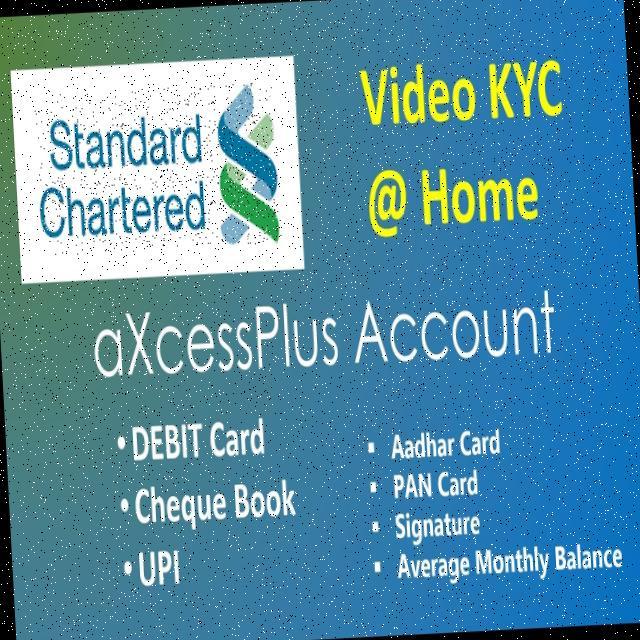 Standard
Chartered
Video KYC
@ Home
aXcessPlus Account
• DEBIT Card
• Cheque Book
• UPI
▪ Aadhar Card
▪ PAN Card
▪ Signature
▪ Average Monthly Balance